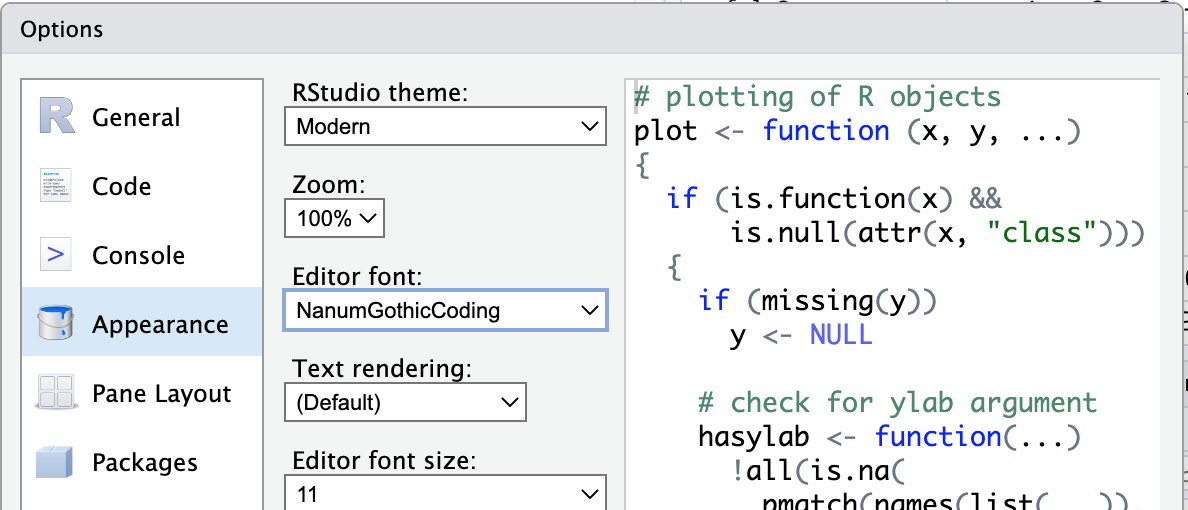 Options
General
Code
Console
Appearance
Pane Layout
Packages
RStudio theme:
Modern
Zoom:
100%
Editor font:
NanumGothicCoding
Text rendering:
(Default)
Editor font size:
11
# plotting of R objects
plot <- function (x, y, ...)
{
  if (is.function(x) &&
      is.null(attr(x, "class")))
  {
    if (missing(y))
      y <- NULL

    # check for ylab argument
    hasylab <- function(...)
      !all(is.na(
        pmatch(names(list(...)),